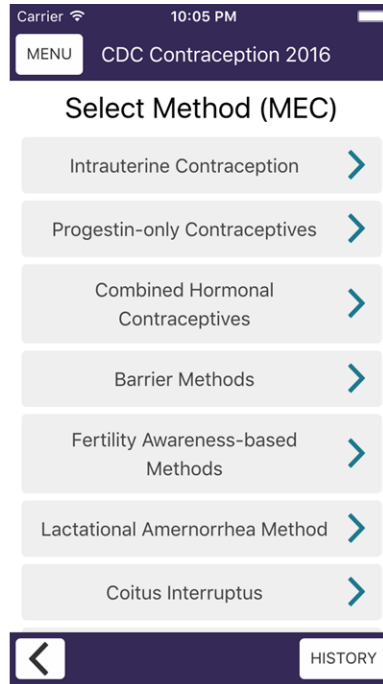 Carrier 10:05 PM
MENU CDC Contraception 2016
Select Method (MEC)
Intrauterine Contraception
Progestin-only Contraceptives
Combined Hormonal
Contraceptives
Barrier Methods
Fertility Awareness-based
Methods
Lactational Amernorrhea Method
Coitus Interruptus
HISTORY